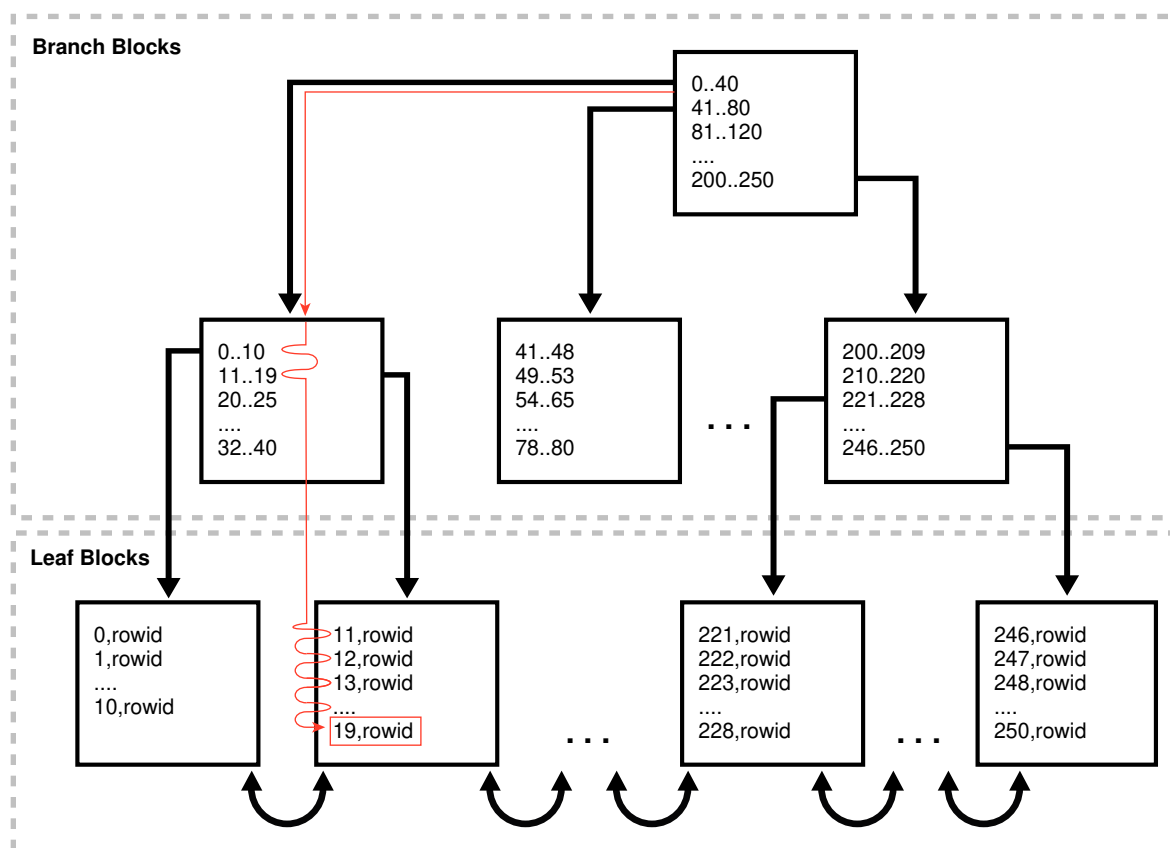 Branch Blocks
0..40
41..80
81..120
....
200..250
0..10
11..19
20..25
....
32..40
41..48
49..53
54..65
....
78..80
. . .
200..209
210..220
221..228
....
246..250
Leaf Blocks
0,rowid
1,rowid
....
10,rowid
11,rowid
12,rowid
13,rowid
....
19,rowid
. . .
221,rowid
222,rowid
223,rowid
....
228,rowid
. . .
246,rowid
247,rowid
248,rowid
....
250,rowid